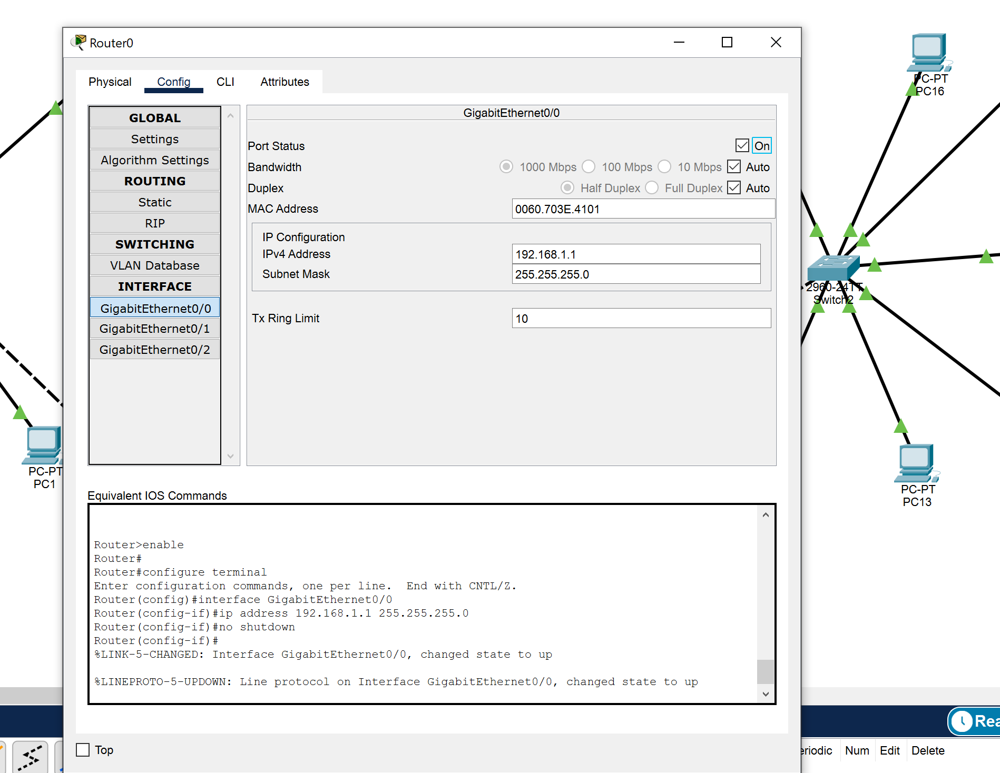 Router0
Physical Config CLI Attributes
GLOBAL
Settings
Algorithm Settings
ROUTING
Static
RIP
SWITCHING
VLAN Database
INTERFACE
GigabitEthernet0/0
GigabitEthernet0/1
GigabitEthernet0/2
GigabitEthernet0/0
Port Status On
Bandwidth 1000 Mbps 100 Mbps 10 Mbps Auto
Duplex Half Duplex Full Duplex Auto
MAC Address 0060.703E.4101
IP Configuration
IPv4 Address 192.168.1.1
Subnet Mask 255.255.255.0
Tx Ring Limit 10
Equivalent IOS Commands
Router>enable
Router#
Router#configure terminal
Enter configuration commands, one per line.  End with CNTL/Z.
Router(config)#interface GigabitEthernet0/0
Router(config-if)#ip address 192.168.1.1 255.255.255.0
Router(config-if)#no shutdown
Router(config-if)#
%LINK-5-CHANGED: Interface GigabitEthernet0/0, changed state to up
%LINEPROTO-5-UPDOWN: Line protocol on Interface GigabitEthernet0/0, changed state to up
Top
PC-PT
PC1
PC-PT
PC16
2960-24TT
Switch2
PC-PT
PC13
Rea
eriodic Num Edit Delete